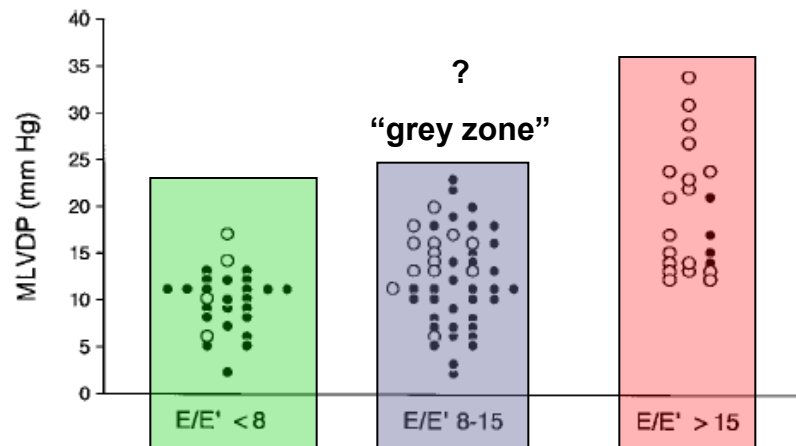 40
35
30
25
20
15
10
5
0
MLVDP (mm Hg)
?
“grey zone”
E/E' < 8
E/E' 8-15
E/E' > 15